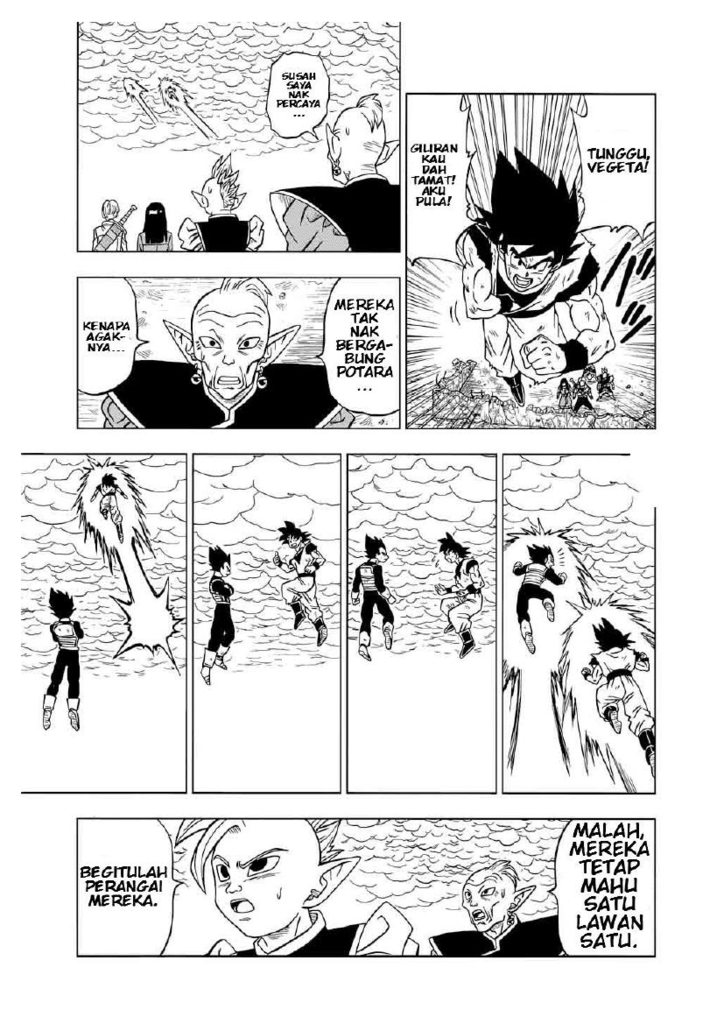 TUNGGU,
VEGETA!
GILIRAN
KAU
DAH
TAMAT!
AKU
PULA!
SUSAH
SAYA
NAK
PERCAYA
...
MEREKA
TAK
NAK
BERGA-
BUNG
POTARA
...
KENAPA
AGAK-
NYA...
MALAH,
MEREKA
TETAP
MAHU
SATU
LAWAN
SATU.
BEGITULAH
PERANGAI
MEREKA.